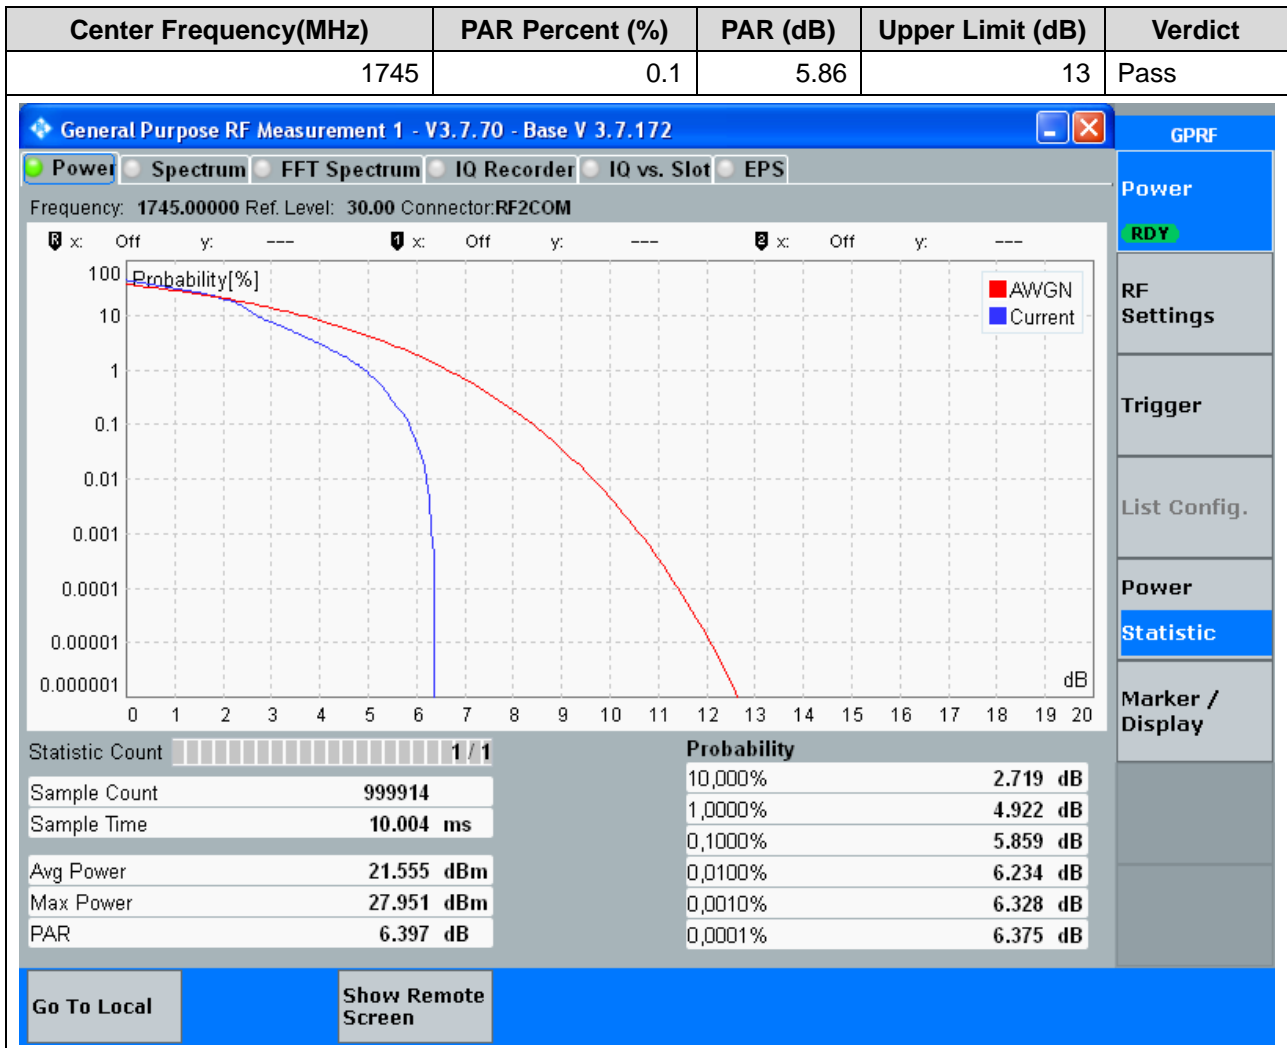 Center Frequency(MHz) PAR Percent (%) PAR (dB) Upper Limit (dB) Verdict
1745 0.1 5.86 13 Pass
General Purpose RF Measurement 1 - V3.7.70 - Base V 3.7.172
GPRF
Power Spectrum FFT Spectrum IQ Recorder IQ vs. Slot EPS
Power
RDY
Frequency: 1745.00000 Ref. Level: 30.00 Connector:RF2COM
R x: Off y: --- 1 x: Off y: --- 2 x: Off y: ---
Probability[%]
AWGN
Current
100
10
1
0.1
0.01
0.001
0.0001
0.00001
0.000001
dB
0 1 2 3 4 5 6 7 8 9 10 11 12 13 14 15 16 17 18 19 20
RF
Settings
Trigger
List Config.
Power
Statistic
Marker /
Display
Statistic Count 1 / 1
Sample Count 999914
Sample Time 10.004 ms
Avg Power 21.555 dBm
Max Power 27.951 dBm
PAR 6.397 dB
Probability
10,000% 2.719 dB
1,0000% 4.922 dB
0,1000% 5.859 dB
0,0100% 6.234 dB
0,0010% 6.328 dB
0,0001% 6.375 dB
Go To Local
Show Remote
Screen